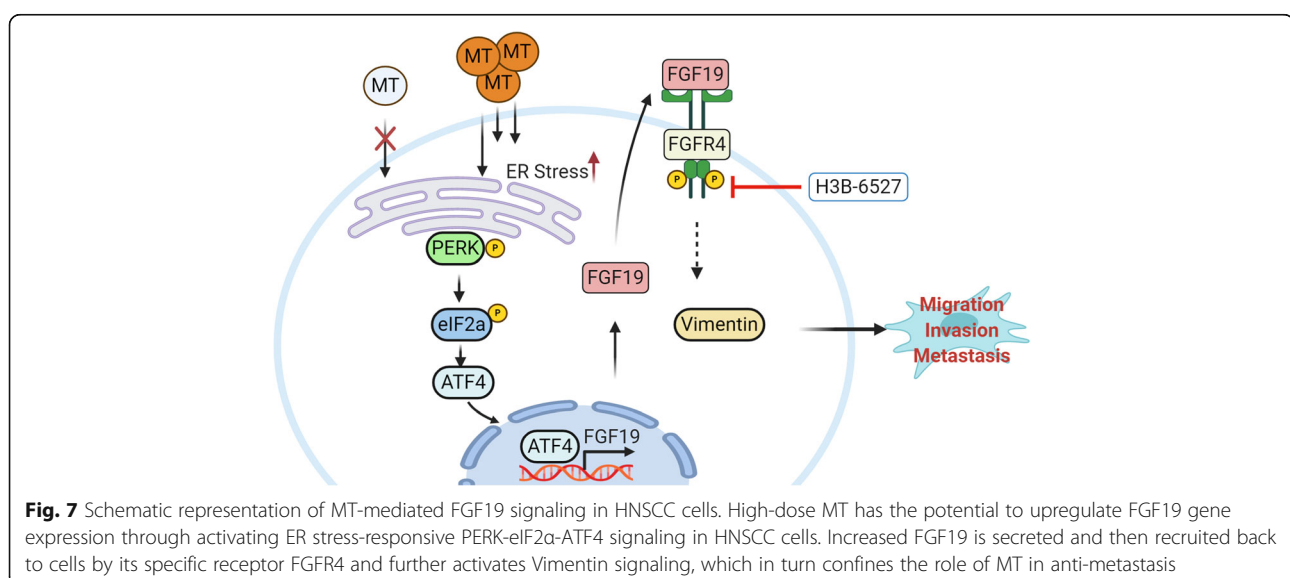 MT
MT
MT
MT
ER Stress
PERK
P
eIF2a
P
ATF4
ATF4
FGF19
FGF19
FGF19
FGFR4
P
P
H3B-6527
Vimentin
Migration
Invasion
Metastasis
Fig. 7 Schematic representation of MT-mediated FGF19 signaling in HNSCC cells. High-dose MT has the potential to upregulate FGF19 gene
expression through activating ER stress-responsive PERK-eIF2α-ATF4 signaling in HNSCC cells. Increased FGF19 is secreted and then recruited back
to cells by its specific receptor FGFR4 and further activates Vimentin signaling, which in turn confines the role of MT in anti-metastasis